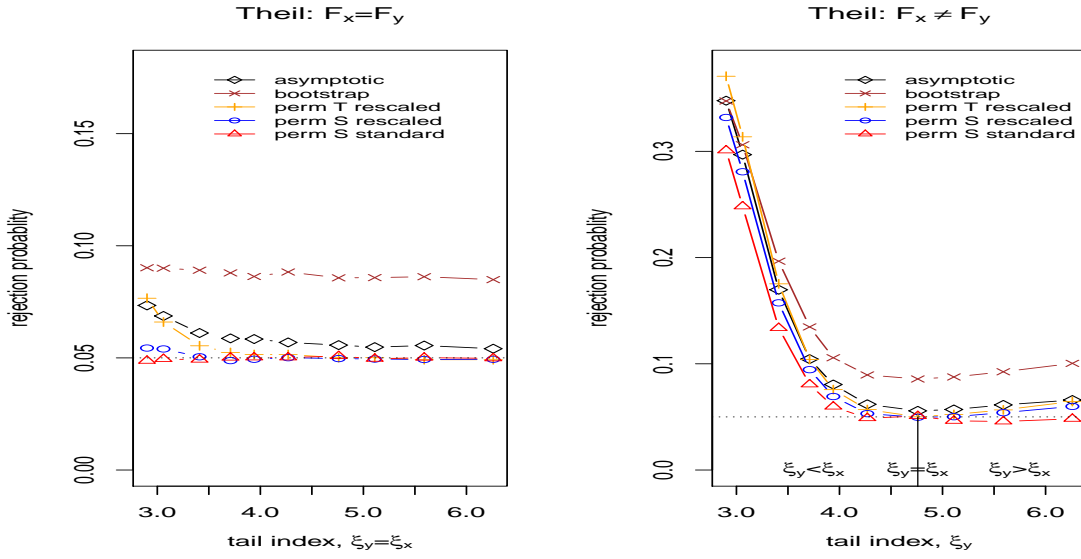 Theil: Fx=Fy
asymptotic
bootstrap
perm T rescaled
perm S rescaled
perm S standard
rejection probablity
0.15
0.10
0.05
0.00
3.0 4.0 5.0 6.0
tail index, ξy=ξx
Theil: Fx ≠ Fy
asymptotic
bootstrap
perm T rescaled
perm S rescaled
perm S standard
rejection probablity
0.3
0.2
0.1
0.0
ξy<ξx ξy=ξx ξy>ξx
3.0 4.0 5.0 6.0
tail index, ξy